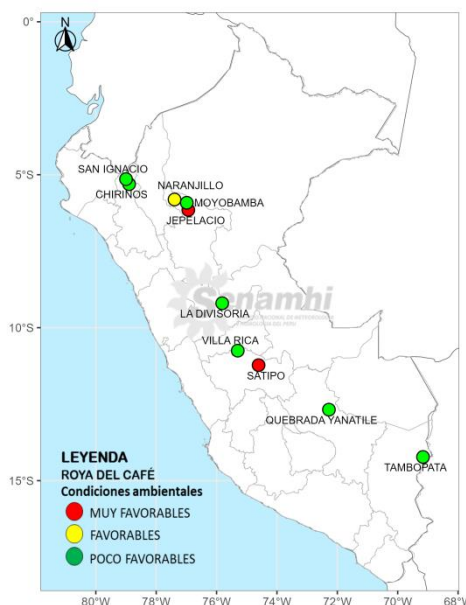 N
0°
SAN IGNACIO
NARANJILLO
5°S
CHIRINOS
MOYOBAMBA
JEPELACIO
Senamhi
LA DIVISORIA
10°S
VILLA RICA
SATIPO
QUEBRADA YANATILE
TAMBOPATA
LEYENDA
ROYA DEL CAFÉ
Condiciones ambientales
15°S
MUY FAVORABLES
FAVORABLES
POCO FAVORABLES
80°W 78°W 76°W 74°W 72°W 70°W 68°W